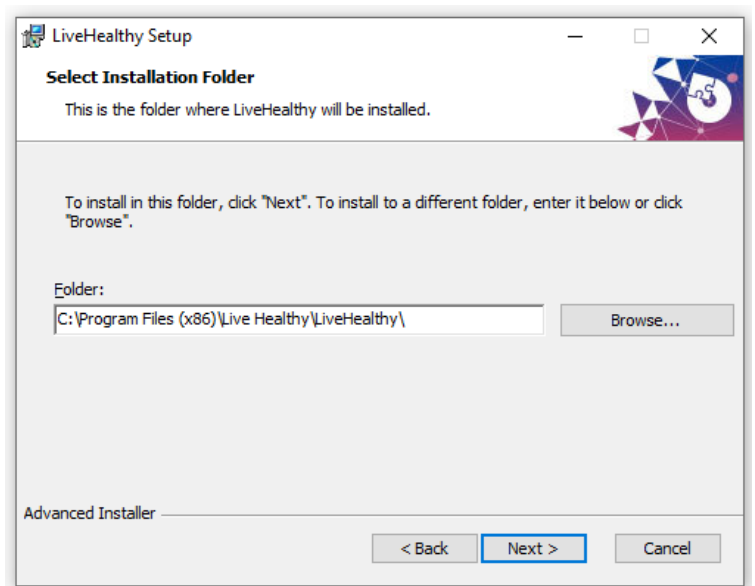 LiveHealthy Setup
Select Installation Folder
This is the folder where LiveHealthy will be installed.
To install in this folder, click "Next". To install to a different folder, enter it below or click
"Browse".
Folder:
C:\Program Files (x86)\Live Healthy\LiveHealthy\
Browse...
Advanced Installer
< Back
Next >
Cancel